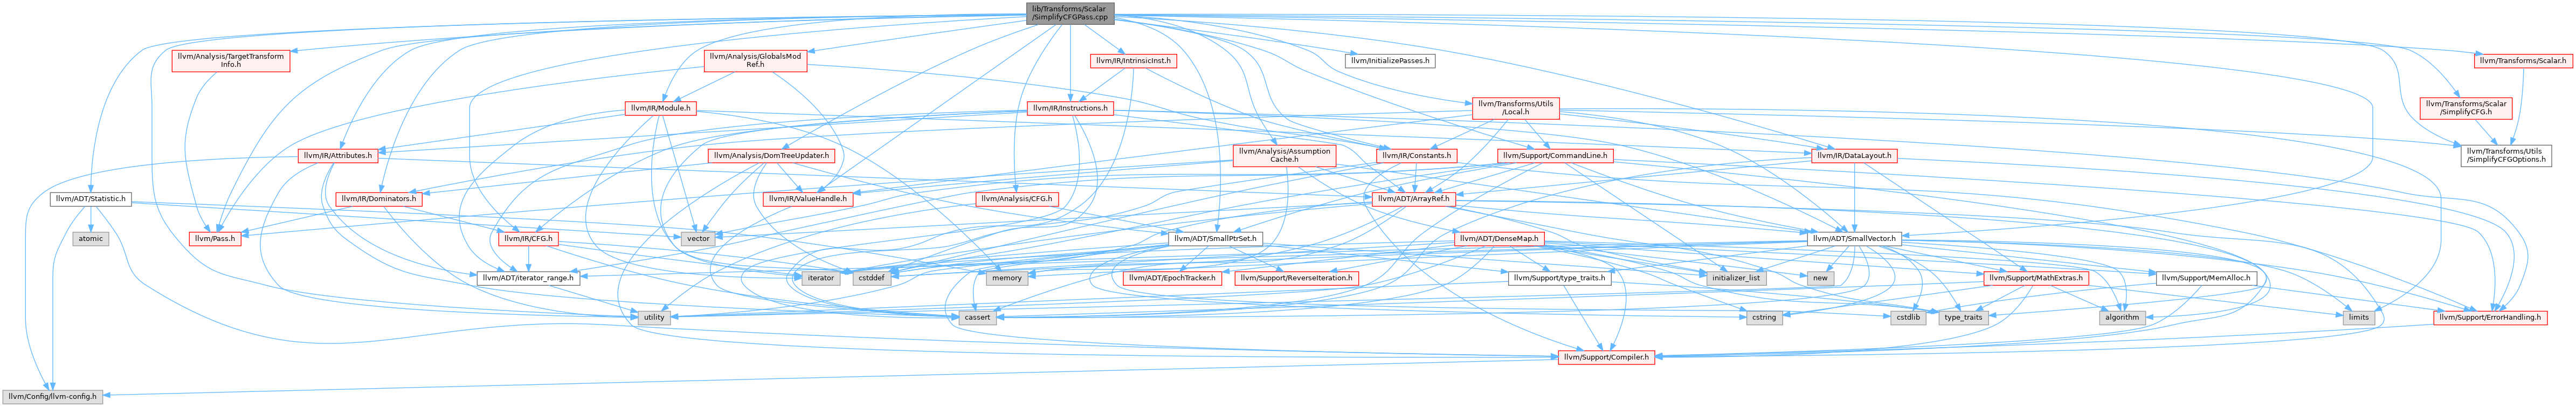 lib/Transforms/Scalar
/SimplifyCFGPass.cpp
llvm/Analysis/TargetTransform
Info.h
llvm/Analysis/GlobalsMod
Ref.h
llvm/IR/IntrinsicInst.h
llvm/InitializePasses.h
llvm/Transforms/Scalar.h
llvm/IR/Module.h
llvm/IR/Instructions.h
llvm/Transforms/Utils
/Local.h
llvm/Transforms/Scalar
/SimplifyCFG.h
llvm/IR/Attributes.h
llvm/Analysis/DomTreeUpdater.h
llvm/Analysis/Assumption
Cache.h
llvm/IR/Constants.h
llvm/Support/CommandLine.h
llvm/IR/DataLayout.h
llvm/Transforms/Utils
/SimplifyCFGOptions.h
llvm/ADT/Statistic.h
llvm/IR/Dominators.h
llvm/IR/ValueHandle.h
llvm/Analysis/CFG.h
llvm/ADT/ArrayRef.h
atomic
llvm/Pass.h
llvm/IR/CFG.h
vector
llvm/ADT/SmallPtrSet.h
llvm/ADT/DenseMap.h
llvm/ADT/SmallVector.h
llvm/ADT/iterator_range.h
iterator
cstddef
memory
llvm/ADT/EpochTracker.h
llvm/Support/ReverseIteration.h
llvm/Support/type_traits.h
initializer_list
new
llvm/Support/MathExtras.h
llvm/Support/MemAlloc.h
utility
cassert
cstring
cstdlib
type_traits
algorithm
limits
llvm/Support/ErrorHandling.h
llvm/Support/Compiler.h
llvm/Config/llvm-config.h